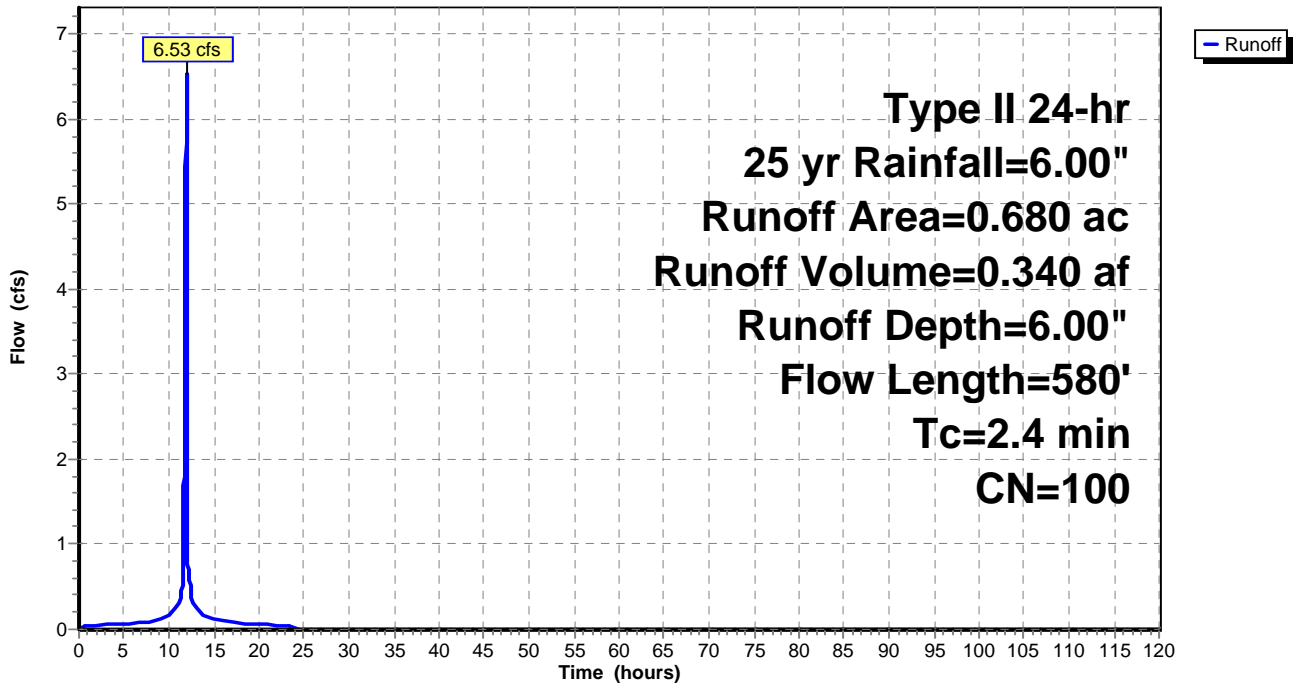 7
6
5
4
3
2
1
0
Flow (cfs)
6.53 cfs
Runoff
Type II 24-hr
25 yr Rainfall=6.00"
Runoff Area=0.680 ac
Runoff Volume=0.340 af
Runoff Depth=6.00"
Flow Length=580'
Tc=2.4 min
CN=100
0 5 10 15 20 25 30 35 40 45 50 55 60 65 70 75 80 85 90 95 100 105 110 115 120
Time (hours)